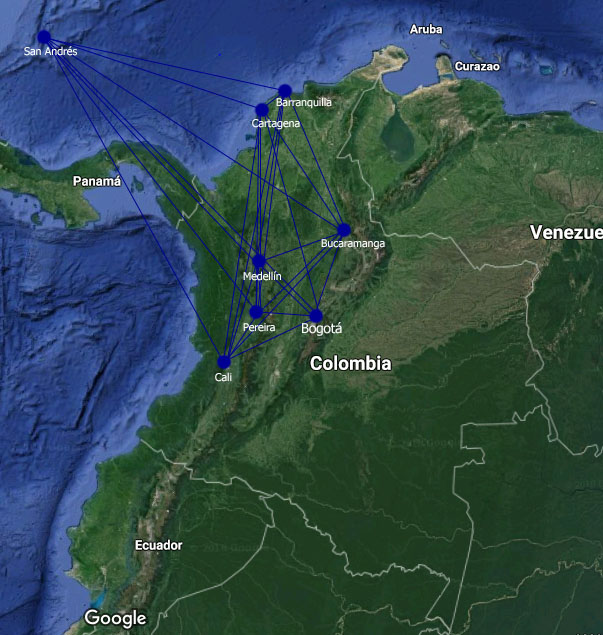 Aruba
San Andrés
Curazao
Barranquilla
Cartagena
Panamá
Venezue
Bucaramanga
Medellín
Pereira
Bogotá
Colombia
Cali
Ecuador
Google